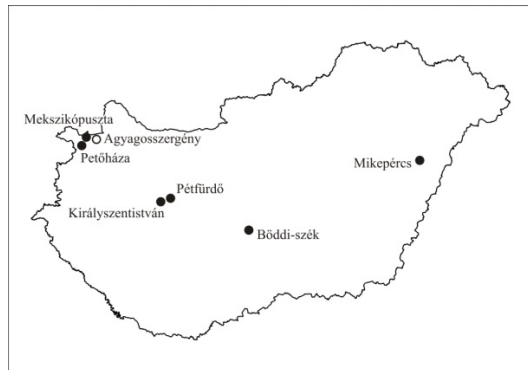 Mekszikópuszta
Agyagosszergény
Petőháza
Mikepércs
Pétfürdő
Királyszentistván
Böddi-szék